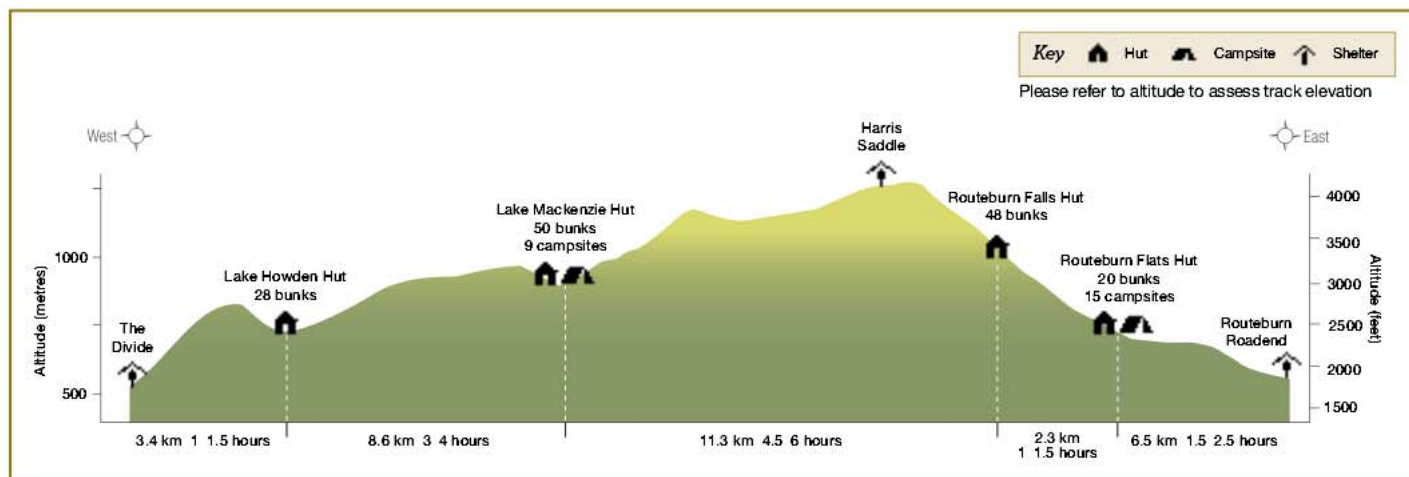 Key Hut Campsite Shelter
Please refer to altitude to assess track elevation
West
East
Harris
Saddle
Lake Mackenzie Hut
50 bunks
9 campsites
Routeburn Falls Hut
48 bunks
Lake Howden Hut
28 bunks
Routeburn Flats Hut
20 bunks
15 campsites
The
Divide
Routeburn
Roadend
Altitude (metres)
1000
500
Altitude (feet)
4000
3500
3000
2500
2000
1500
3.4 km 1 1.5 hours
8.6 km 3 4 hours
11.3 km 4.5 6 hours
2.3 km
1 1.5 hours
6.5 km 1.5 2.5 hours